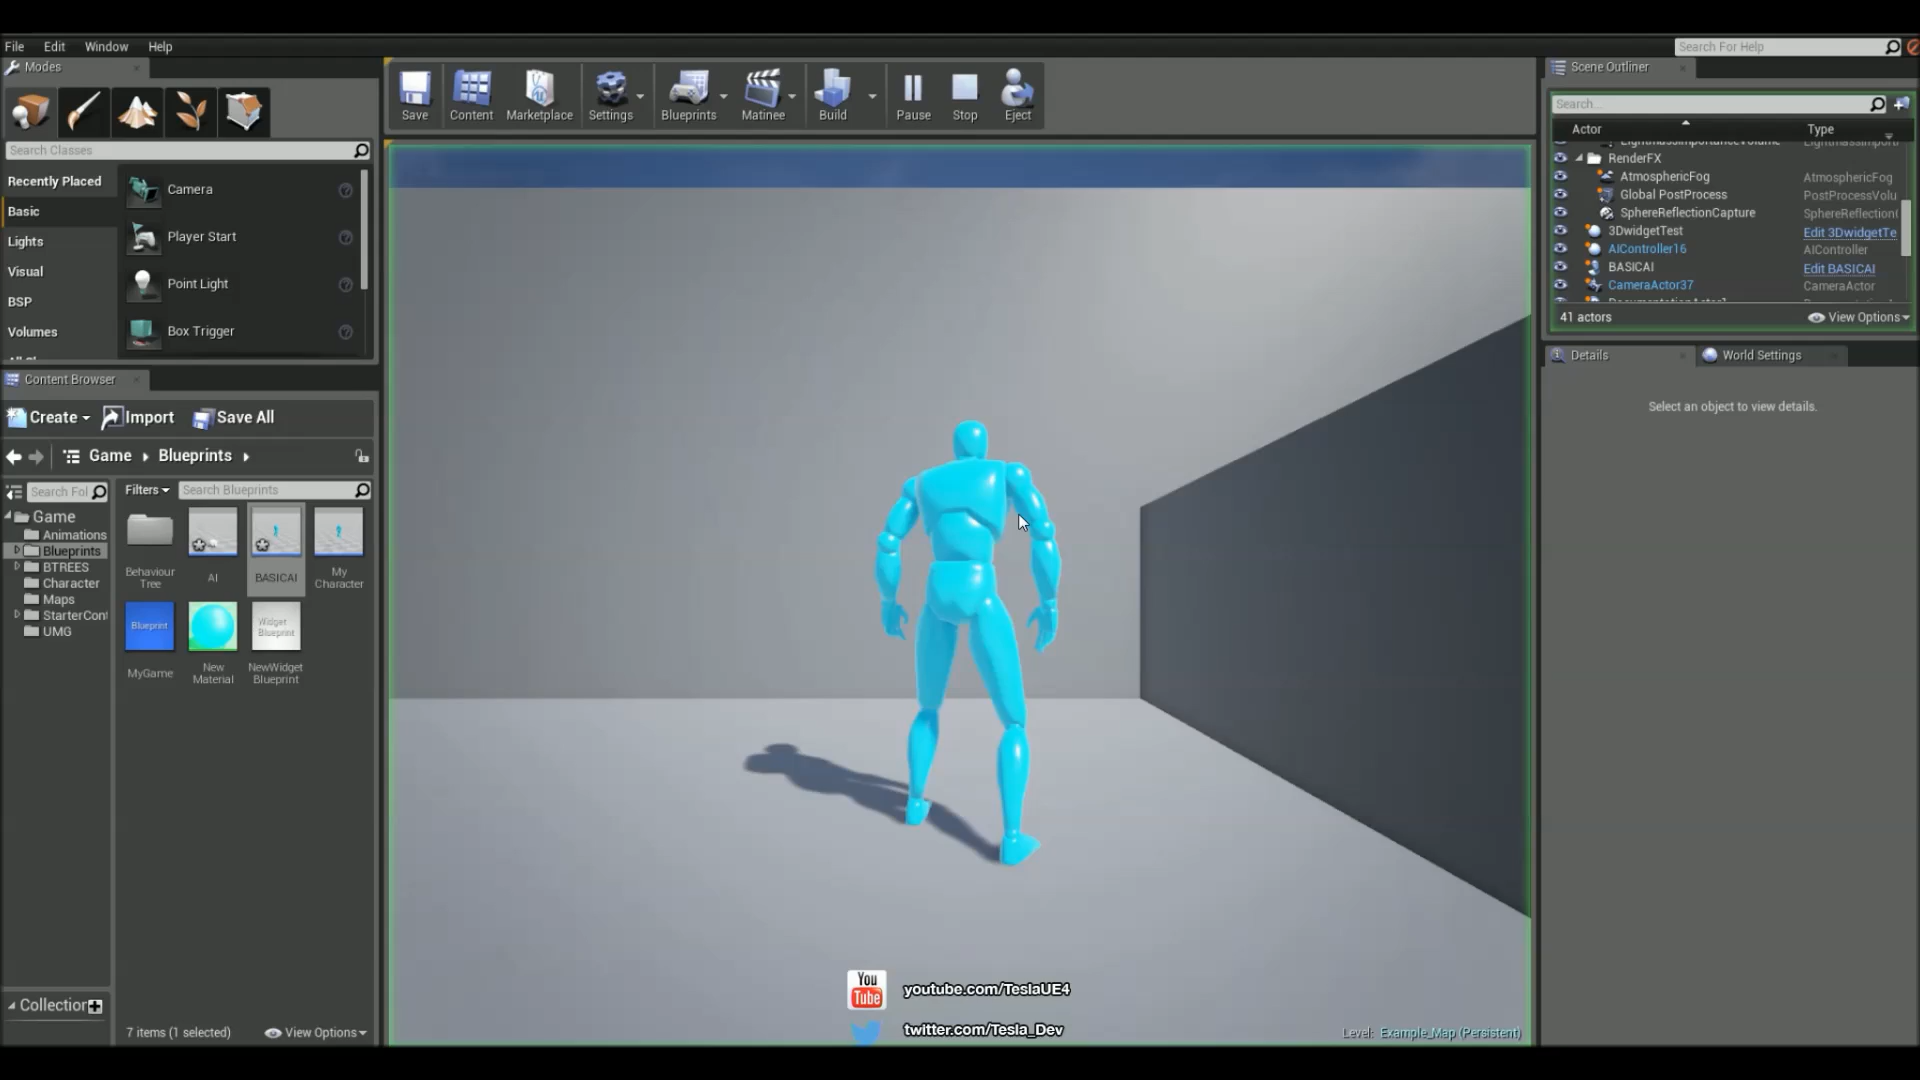 File Edit Window Help
Search For Help
Modes
Scene Outliner
Save
Content
Marketplace
Settings
Blueprints
Matinee
Build
Pause
Stop
Eject
Search...
Actor Type
RenderFX
AtmosphericFog AtmosphericFog
Global PostProcess PostProcessVolu
SphereReflectionCapture SphereReflection(
3DwidgetTest Edit 3DwidgetTe
AIController16 AIController
BASICAI Edit BASICAI
CameraActor37 CameraActor
41 actors
View Options
Details
World Settings
Select an object to view details.
Search Classes
Recently Placed
Basic
Lights
Visual
BSP
Volumes
Camera
Player Start
Point Light
Box Trigger
Content Browser
Create
Import
Save All
Game
Blueprints
Search Fol
Filters
Search Blueprints
Game
Animations
Blueprints
BTREES
Character
Maps
StarterCont
UMG
Behaviour
Tree
AI
BASICAI
My
Character
Blueprint
MyGame
New
Material
Widget
Blueprint
NewWidget
Blueprint
Collection
7 items (1 selected)
View Options
You
Tube
youtube.com/TeslaUE4
twitter.com/Tesla_Dev
Level: Example_Map (Persistent)